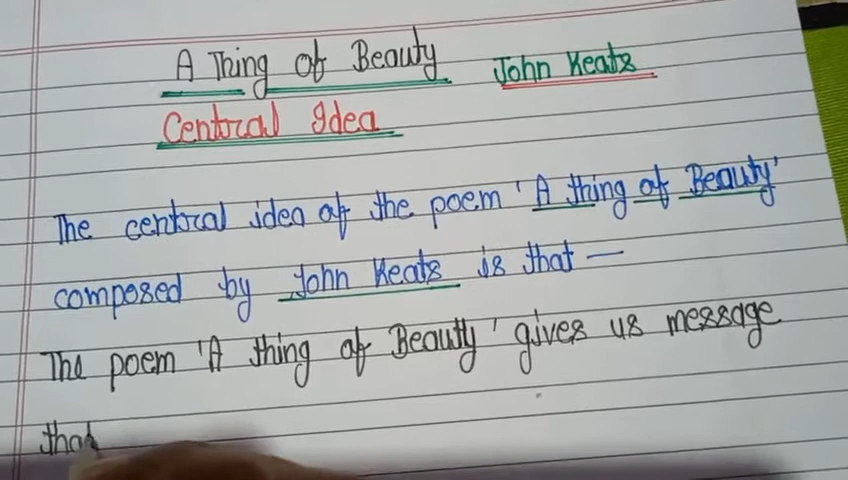 A Thing of Beauty John Keats
Central Idea
The central idea of the poem 'A thing of Beauty'
composed by John Keats is that —
The poem 'A thing of Beauty' gives us message
that